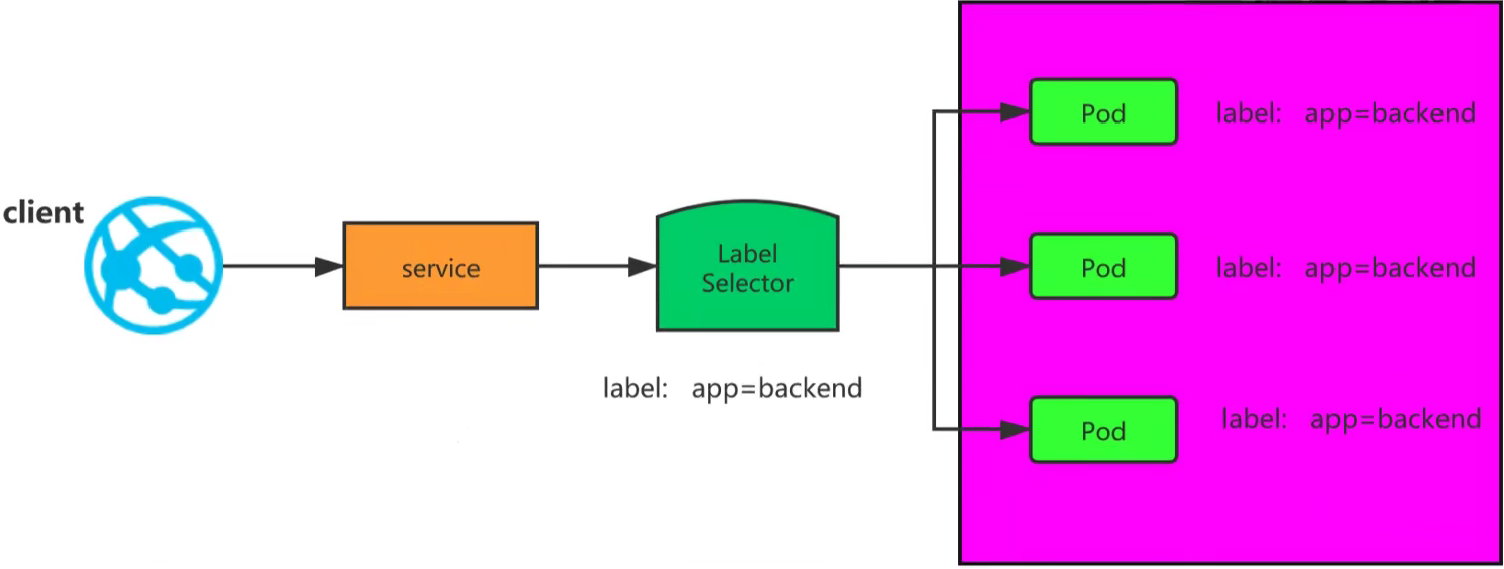 client
service
Label
Selector
label: app=backend
Pod
label: app=backend
Pod
label: app=backend
Pod
label: app=backend